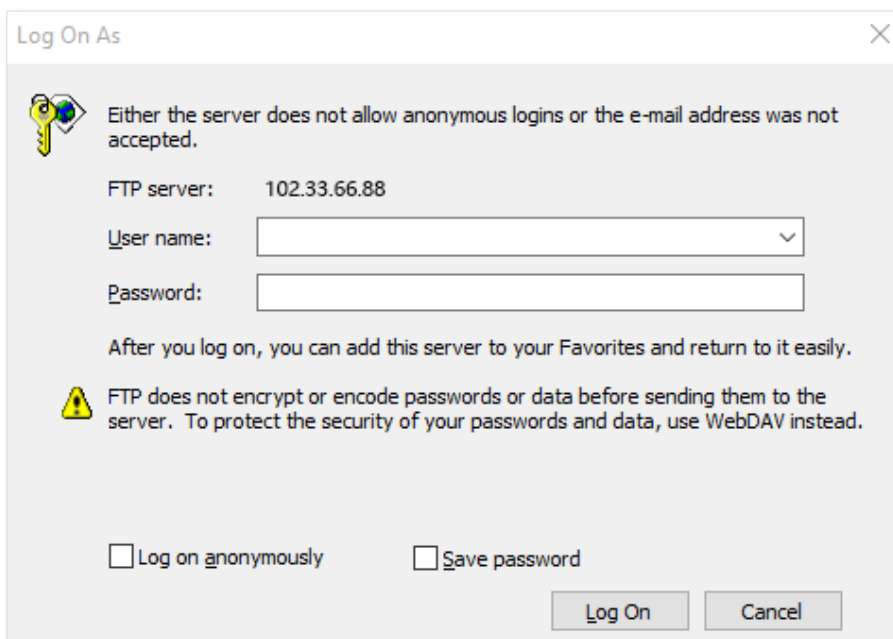 Log On As
Either the server does not allow anonymous logins or the e-mail address was not
accepted.
FTP server: 102.33.66.88
User name:
Password:
After you log on, you can add this server to your Favorites and return to it easily.
FTP does not encrypt or encode passwords or data before sending them to the
server. To protect the security of your passwords and data, use WebDAV instead.
Log on anonymously Save password
Log On Cancel